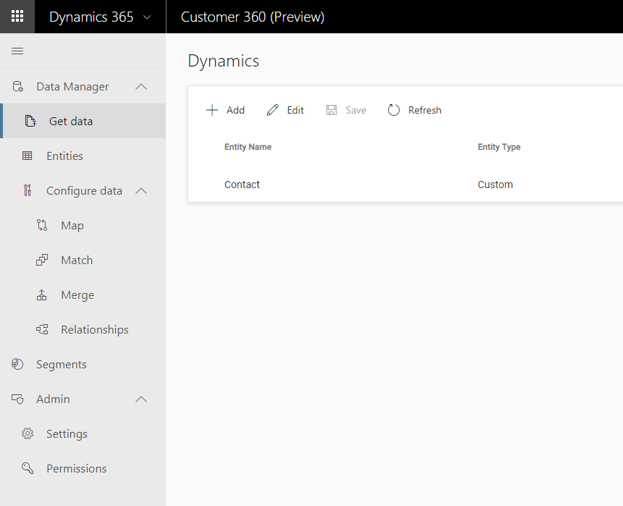 Dynamics 365 Customer 360 (Preview)
Dynamics
Data Manager
Get data
Entities
Configure data
Map
Match
Merge
Relationships
Segments
Admin
Settings
Permissions
Add Edit Save Refresh
Entity Name Entity Type
Contact Custom